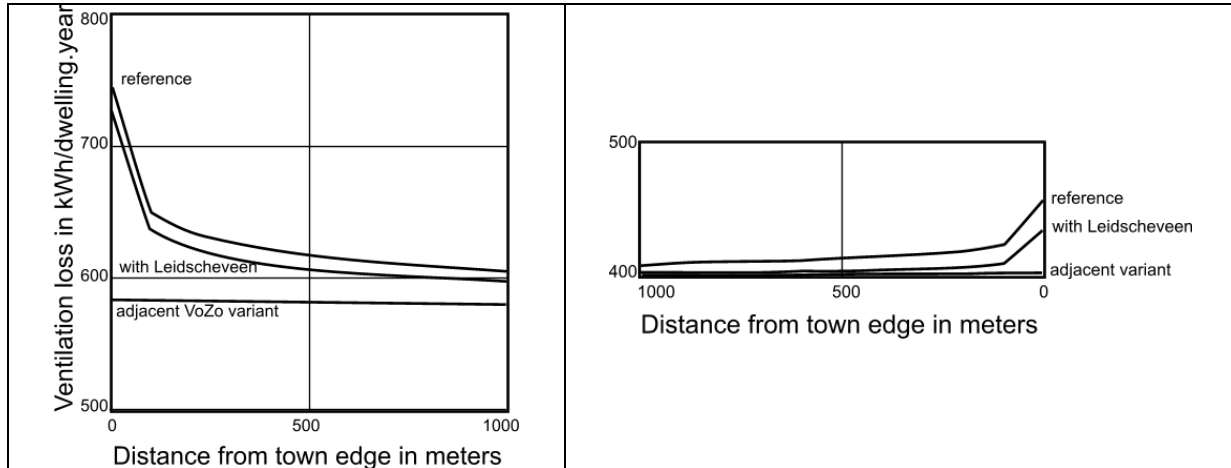 Ventilation loss in kWh/dwelling.year
800
reference
700
with Leidscheveen
600
adjacent VoZo variant
500
0
500
1000
Distance from town edge in meters
500
reference
with Leidscheveen
adjacent variant
400
1000
500
0
Distance from town edge in meters